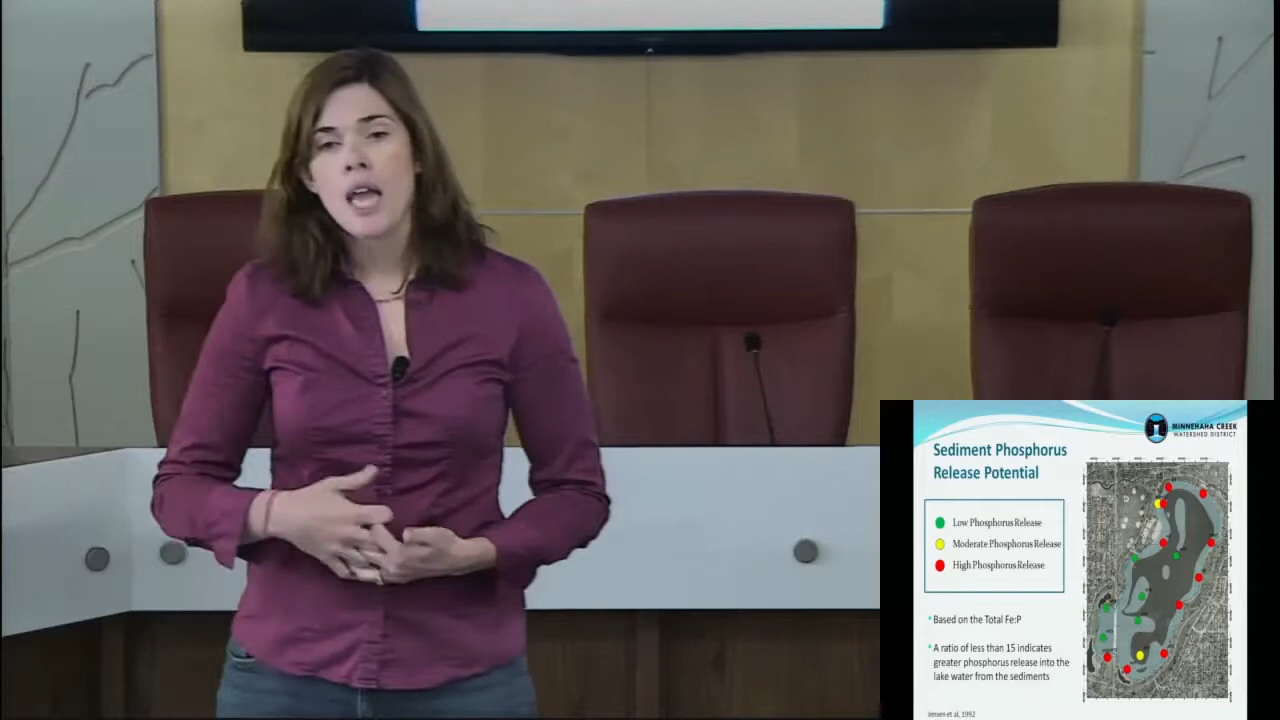 MINNEHAHA CREEK
WATERSHED DISTRICT
Sediment Phosphorus
Release Potential
Low Phosphorus Release
Moderate Phosphorus Release
High Phosphorus Release
Based on the Total Fe:P
A ratio of less than 15 indicates
greater phosphorus release into the
lake water from the sediments
Jensen et al, 1992